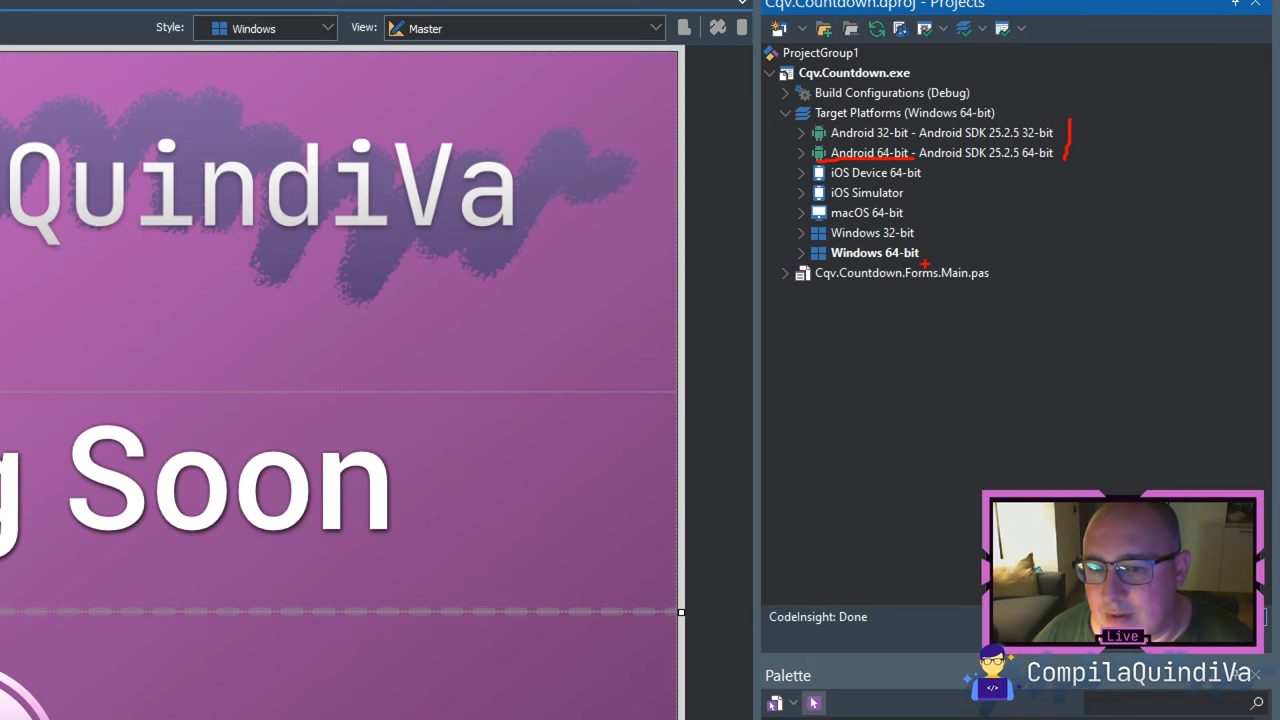 Cqv.Countdown.dproj - Projects
Style:
Windows
View:
Master
ProjectGroup1
Cqv.Countdown.exe
Build Configurations (Debug)
Target Platforms (Windows 64-bit)
Android 32-bit - Android SDK 25.2.5 32-bit
Android 64-bit - Android SDK 25.2.5 64-bit
iOS Device 64-bit
iOS Simulator
macOS 64-bit
Windows 32-bit
Windows 64-bit
Cqv.Countdown.Forms.Main.pas
QuindiVa
g Soon
CodeInsight: Done
Live
</>
CompilaQuindiVa
Palette